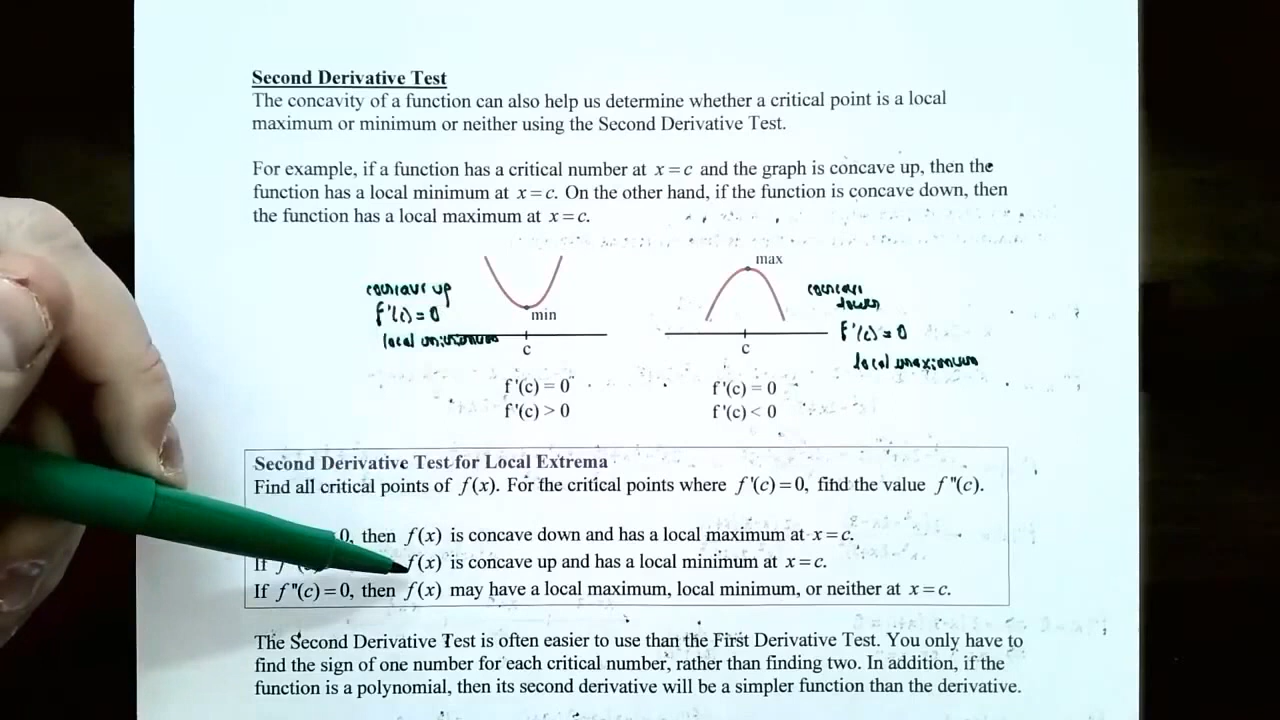 Second Derivative Test
The concavity of a function can also help us determine whether a critical point is a local
maximum or minimum or neither using the Second Derivative Test.
For example, if a function has a critical number at x = c and the graph is concave up, then the
function has a local minimum at x = c. On the other hand, if the function is concave down, then
the function has a local maximum at x = c.
concave up
f'(c) = 0
local minimum
min
c
f'(c) = 0
f'(c) > 0
max
concave
down
f'(c) = 0
local maximum
c
f'(c) = 0
f'(c) < 0
Second Derivative Test for Local Extrema
Find all critical points of f(x). For the critical points where f'(c) = 0, find the value f"(c).
0, then f(x) is concave down and has a local maximum at x = c.
If f(x) is concave up and has a local minimum at x = c.
If f"(c) = 0, then f(x) may have a local maximum, local minimum, or neither at x = c.
The Second Derivative Test is often easier to use than the First Derivative Test. You only have to
find the sign of one number for each critical number, rather than finding two. In addition, if the
function is a polynomial, then its second derivative will be a simpler function than the derivative.